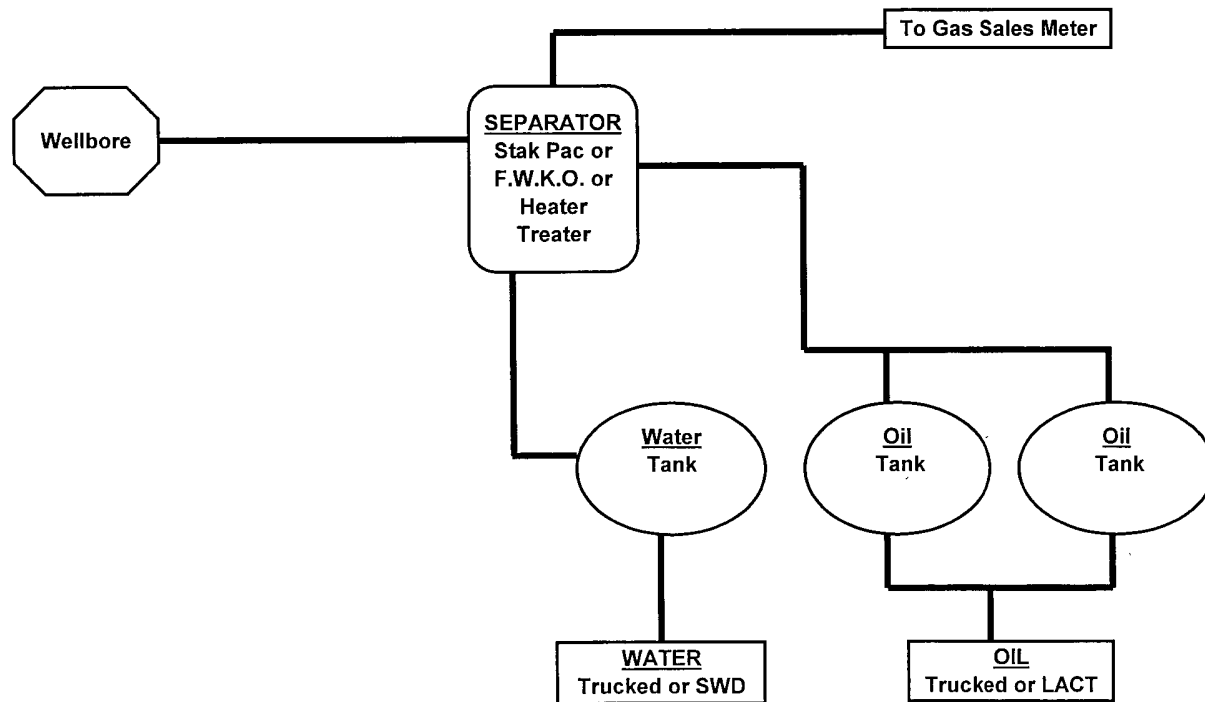 To Gas Sales Meter
Wellbore
SEPARATOR
Stak Pac or
F.W.K.O. or
Heater
Treater
Water
Tank
Oil
Tank
Oil
Tank
WATER
Trucked or SWD
OIL
Trucked or LACT